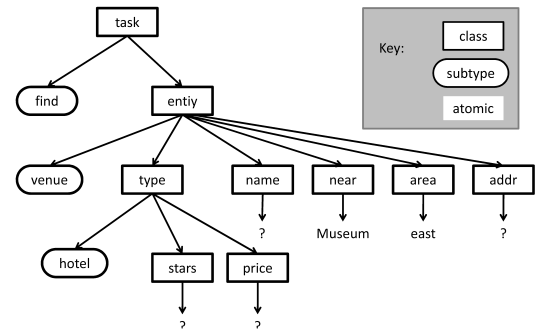 task
Key:
class
subtype
atomic
find
entiy
venue
type
name
near
area
addr
?
Museum
east
?
hotel
stars
price
?
?